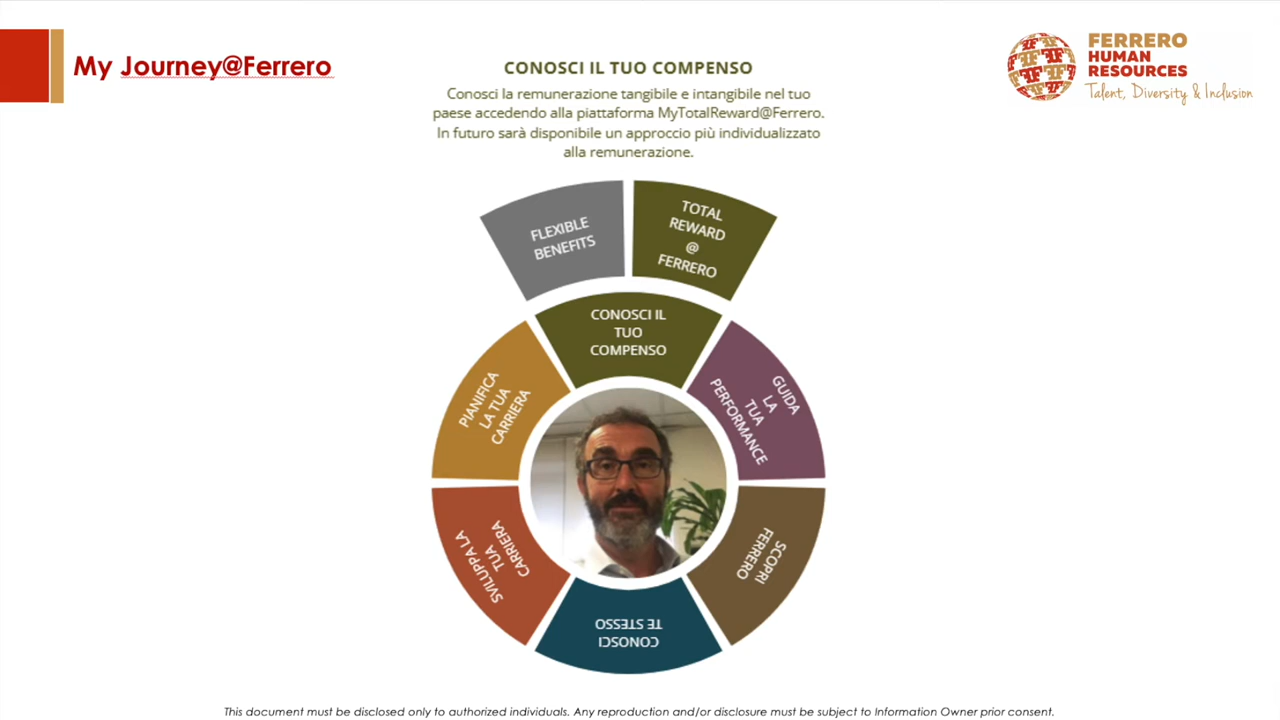 My Journey@Ferrero
FERRERO
HUMAN
RESOURCES
Talent, Diversity & Inclusion
CONOSCI IL TUO COMPENSO
Conosci la remunerazione tangibile e intangibile nel tuo
paese accedendo alla piattaforma MyTotalReward@Ferrero.
In futuro sarà disponibile un approccio più individualizzato
alla remunerazione.
FLEXIBLE
BENEFITS
TOTAL
REWARD
@
FERRERO
CONOSCI IL
TUO
COMPENSO
PIANIFICA
LA TUA
CARRIERA
GUIDA
LA
TUA
PERFORMANCE
SVILUPPA LA
TUA
CARRIERA
SCOPRI
FERRERO
CONOSCI
TE STESSO
This document must be disclosed only to authorized individuals. Any reproduction and/or disclosure must be subject to Information Owner prior consent.